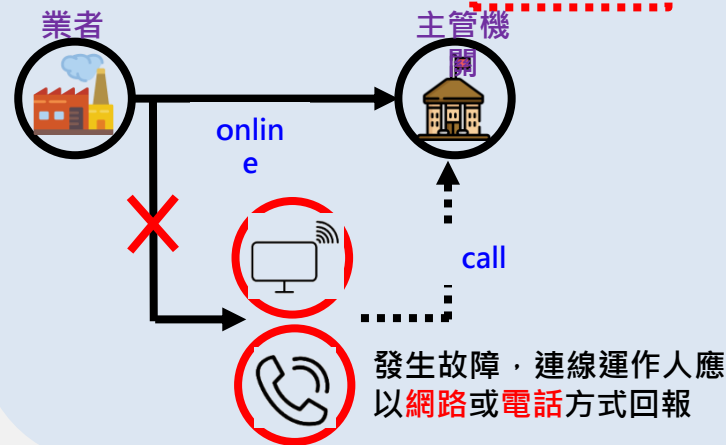 業者
主管機
關
onlin
e
call
發生故障，連線運作人應
以網路或電話方式回報